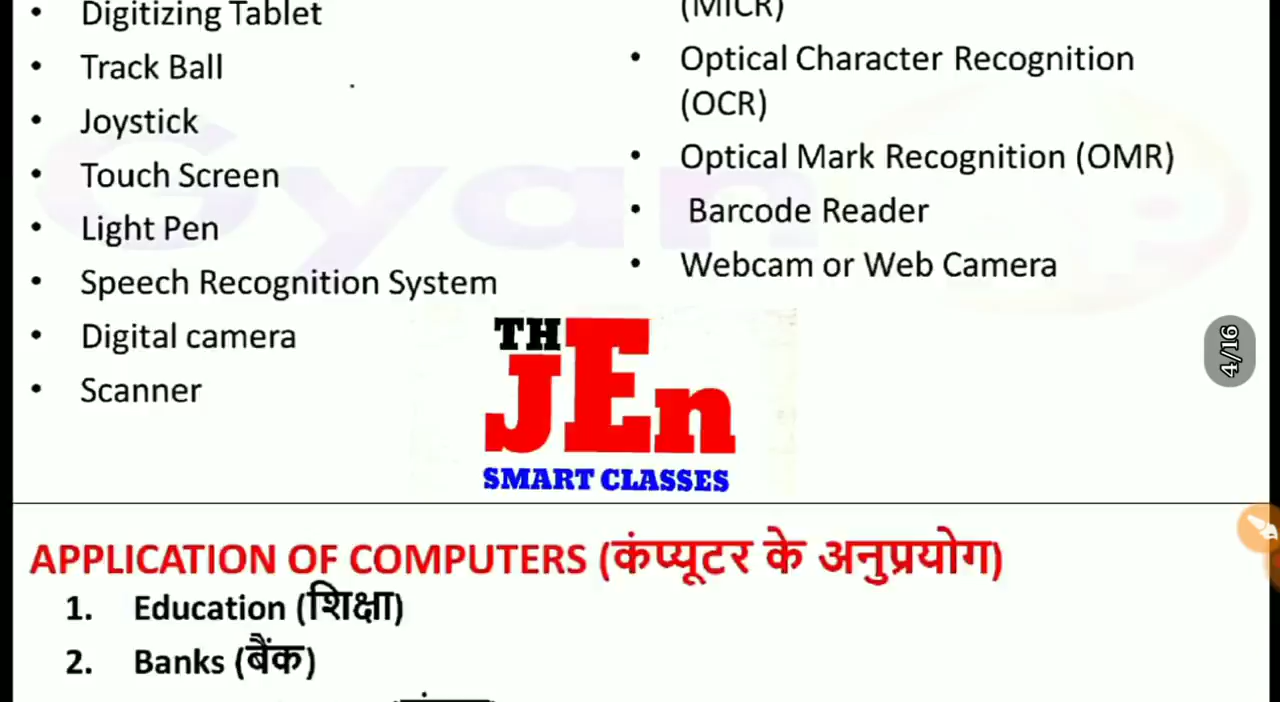 • Digitizing Tablet
• Track Ball
• Joystick
• Touch Screen
• Light Pen
• Speech Recognition System
• Digital camera
• Scanner
(MICR)
• Optical Character Recognition
(OCR)
• Optical Mark Recognition (OMR)
• Barcode Reader
• Webcam or Web Camera
Gyan
4/16
TH
JEn
SMART CLASSES
APPLICATION OF COMPUTERS (कंप्यूटर के अनुप्रयोग)
1. Education (शिक्षा)
2. Banks (बैंक)